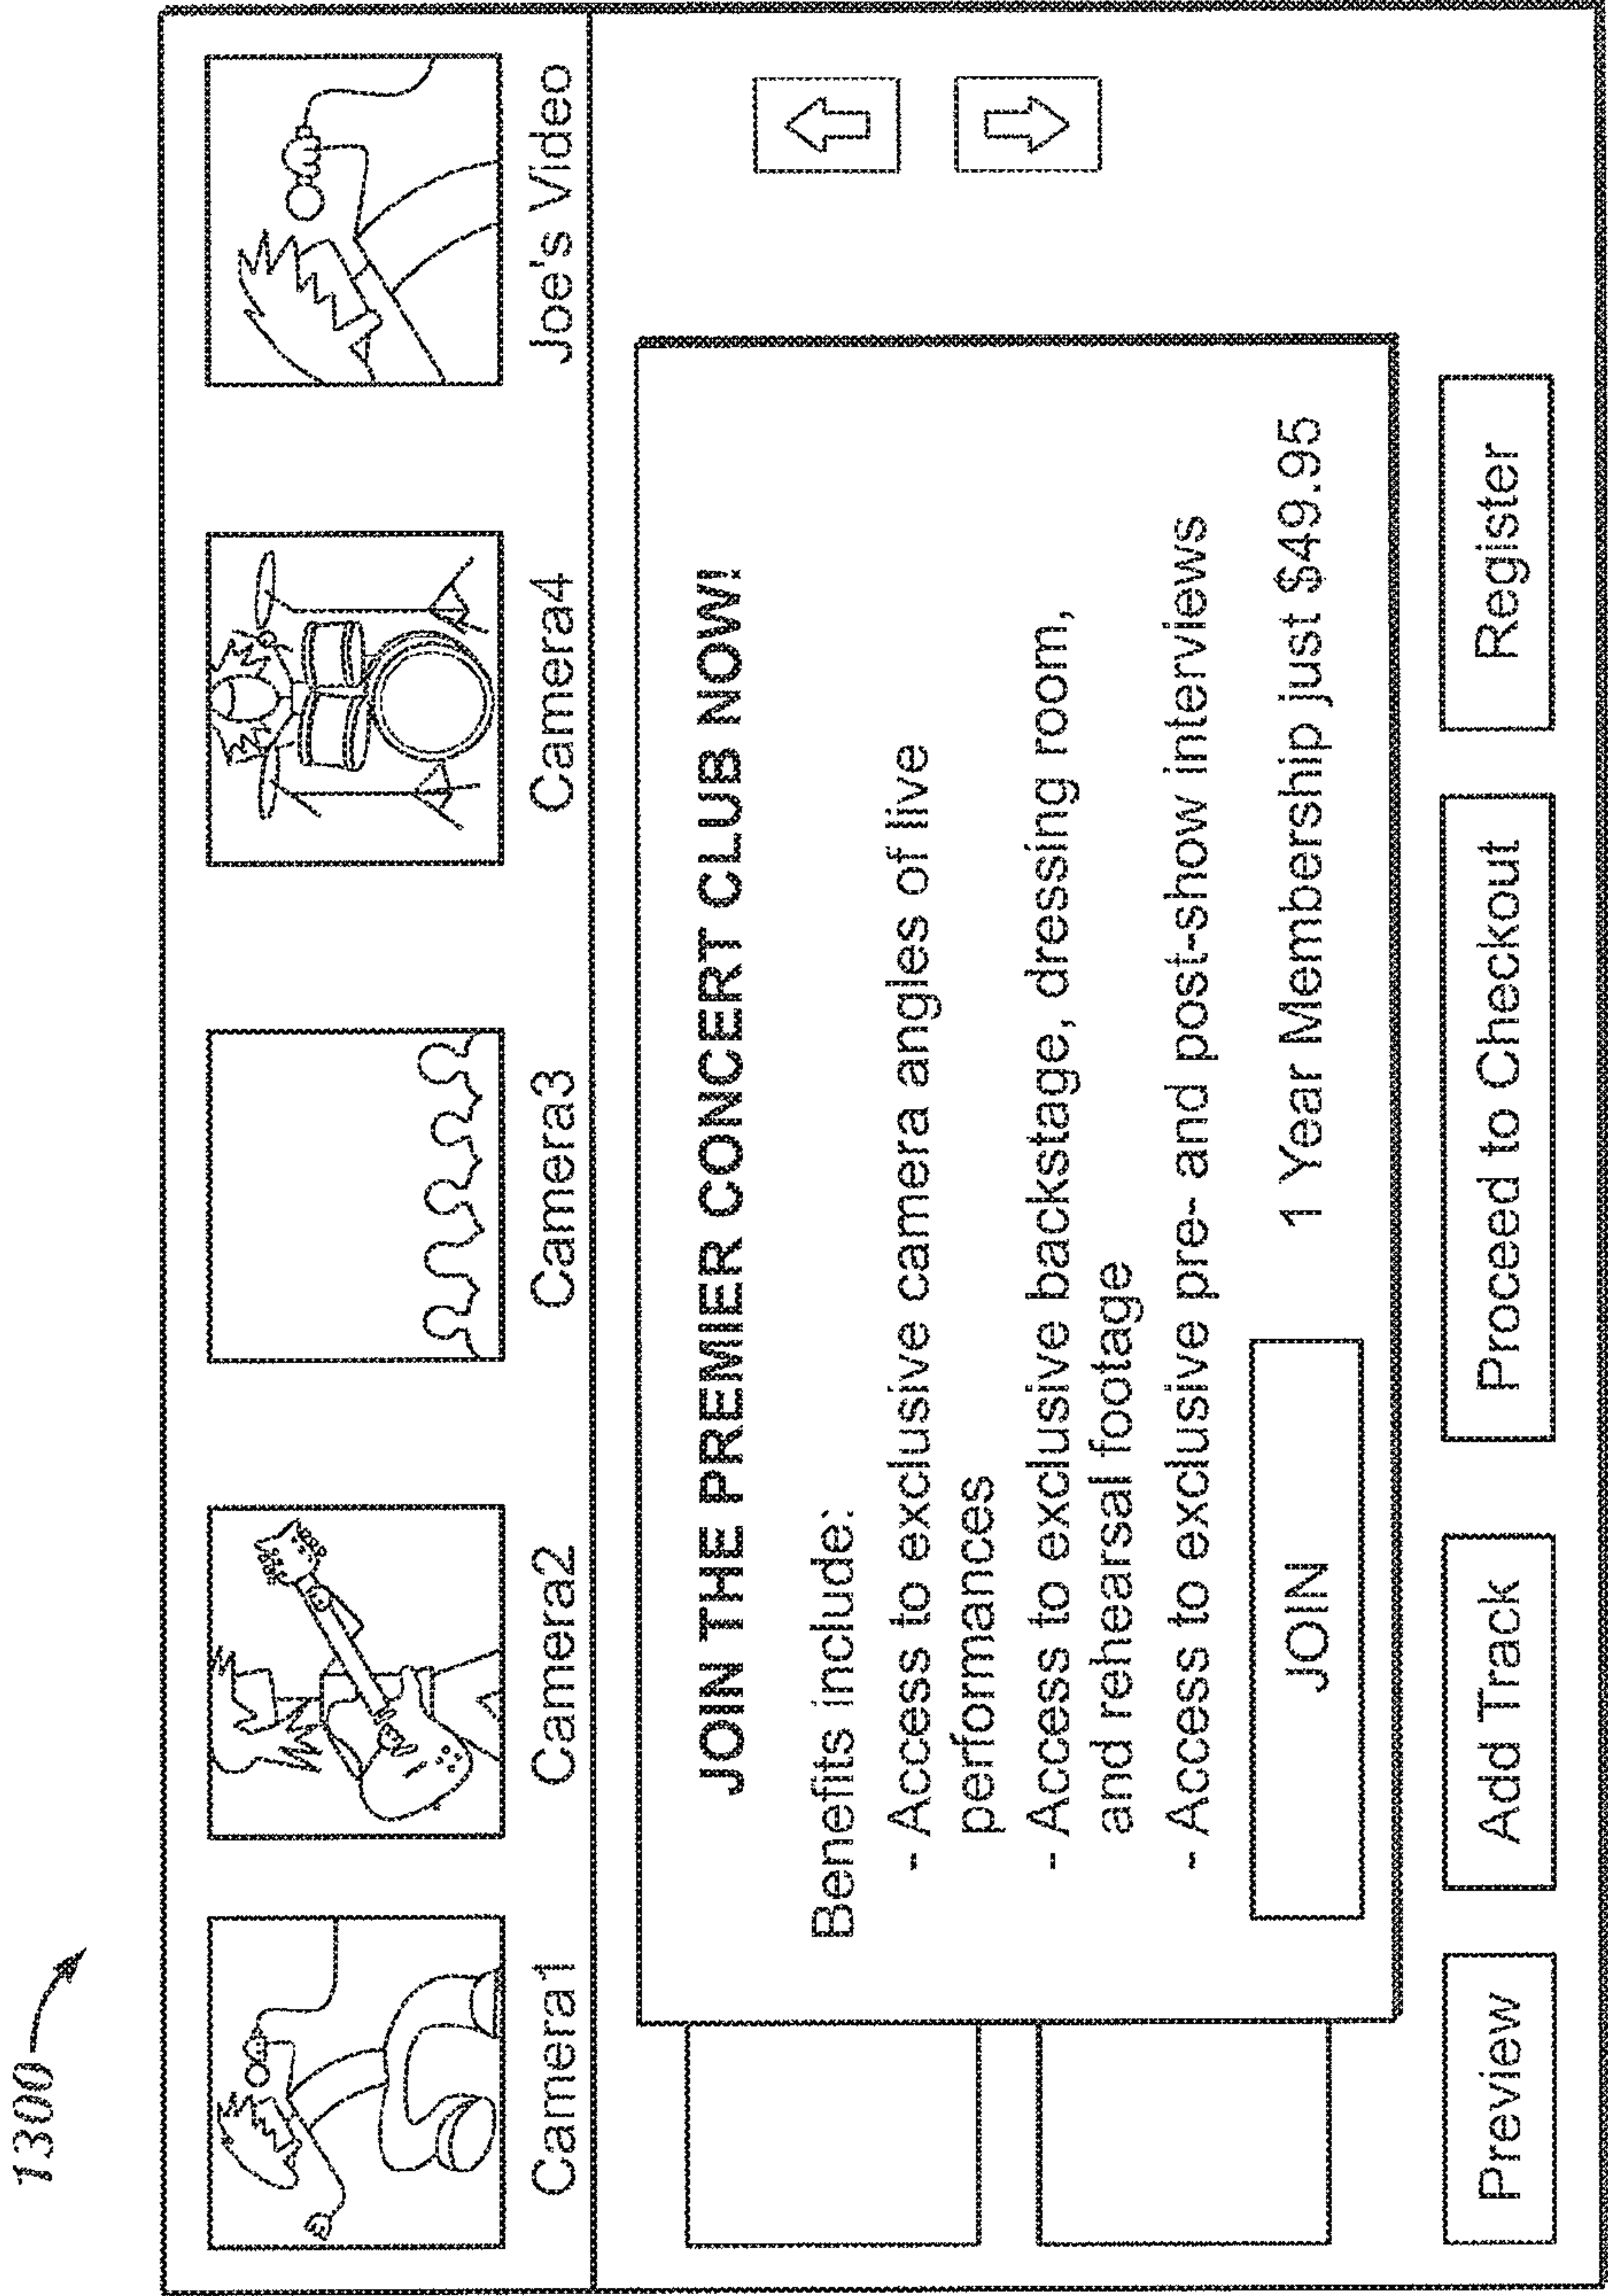 1300
Camera1
Camera2
Camera3
Camera4
Joe's Video
JOIN THE PREMIER CONCERT CLUB NOW!
Benefits include:
- Access to exclusive camera angles of live
performances
- Access to exclusive backstage, dressing room,
and rehearsal footage
- Access to exclusive pre- and post-show interviews
JOIN
1 Year Membership just $49.95
Preview
Add Track
Proceed to Checkout
Register